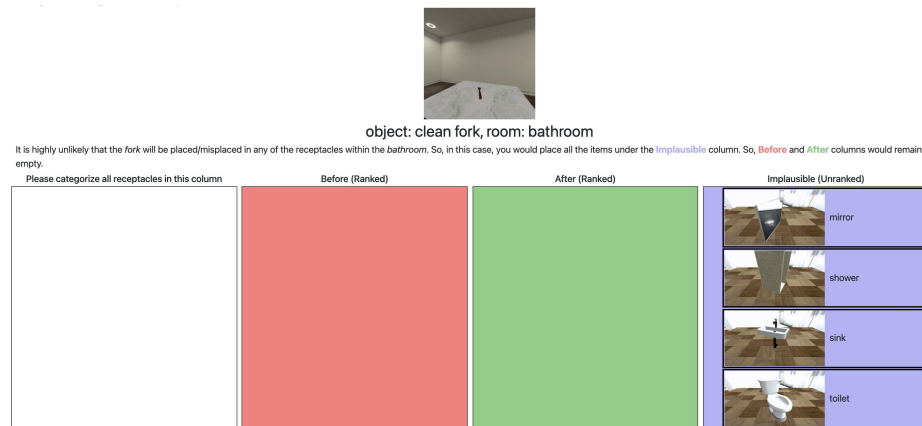 object: clean fork, room: bathroom
It is highly unlikely that the fork will be placed/misplaced in any of the receptacles within the bathroom. So, in this case, you would place all the items under the Implausible column. So, Before and After columns would remain
empty.
Please categorize all receptacles in this column
Before (Ranked)
After (Ranked)
Implausible (Unranked)
mirror
shower
sink
toilet